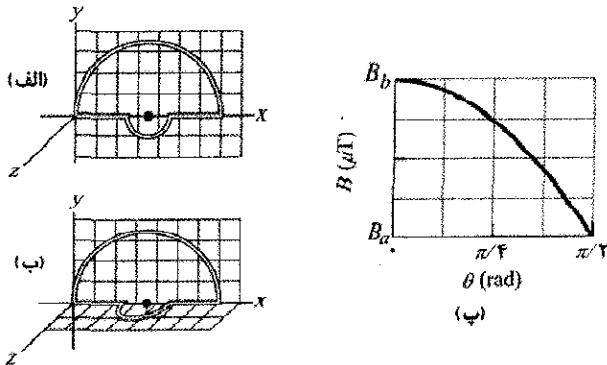 y
(الف)
x
z
y
(ب)
x
z
B_b
B (μT)
B_a
π/۴
π/۲
θ (rad)
(پ)